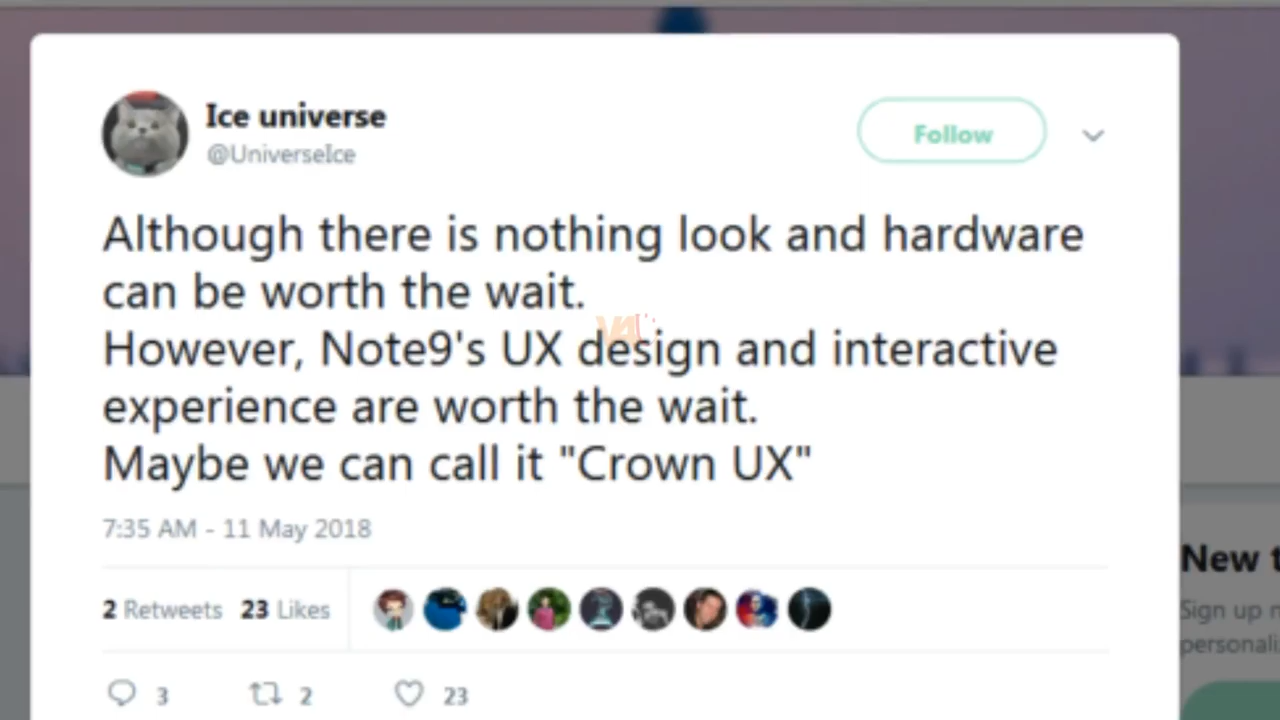 Ice universe
@UniverseIce
Follow
Although there is nothing look and hardware
can be worth the wait.
However, Note9's UX design and interactive
experience are worth the wait.
Maybe we can call it "Crown UX"
7:35 AM - 11 May 2018
2 Retweets 23 Likes
3 2 23
New t
Sign up n
personali